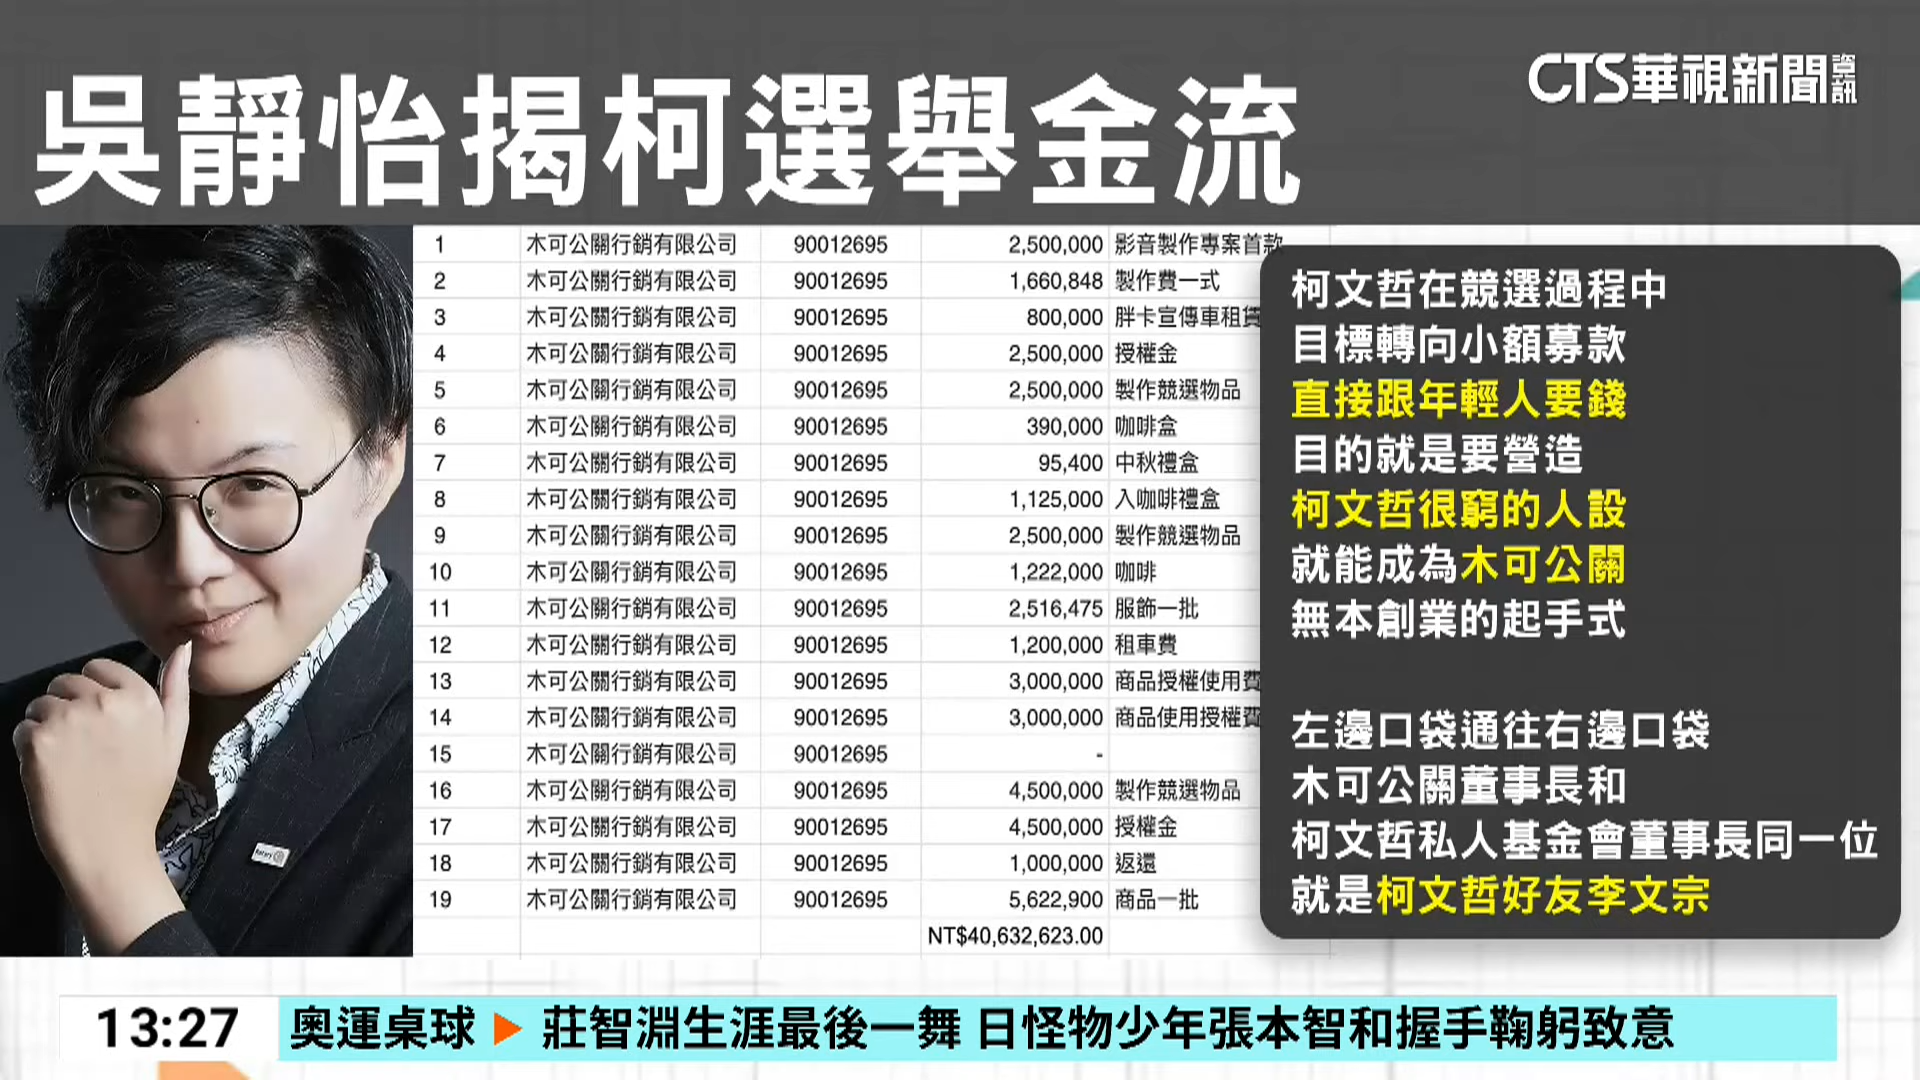 吳靜怡揭柯選舉金流
CTS華視新聞資訊
1 木可公關行銷有限公司 90012695 2,500,000 影音製作專案首款
2 木可公關行銷有限公司 90012695 1,660,848 製作費一式
3 木可公關行銷有限公司 90012695 800,000 胖卡宣傳車租賃
4 木可公關行銷有限公司 90012695 2,500,000 授權金
5 木可公關行銷有限公司 90012695 2,500,000 製作競選物品
6 木可公關行銷有限公司 90012695 390,000 咖啡盒
7 木可公關行銷有限公司 90012695 95,400 中秋禮盒
8 木可公關行銷有限公司 90012695 1,125,000 入咖啡禮盒
9 木可公關行銷有限公司 90012695 2,500,000 製作競選物品
10 木可公關行銷有限公司 90012695 1,222,000 咖啡
11 木可公關行銷有限公司 90012695 2,516,475 服飾一批
12 木可公關行銷有限公司 90012695 1,200,000 租車費
13 木可公關行銷有限公司 90012695 3,000,000 商品授權使用費
14 木可公關行銷有限公司 90012695 3,000,000 商品使用授權費
15 木可公關行銷有限公司 90012695 -
16 木可公關行銷有限公司 90012695 4,500,000 製作競選物品
17 木可公關行銷有限公司 90012695 4,500,000 授權金
18 木可公關行銷有限公司 90012695 1,000,000 返還
19 木可公關行銷有限公司 90012695 5,622,900 商品一批
NT$40,632,623.00
柯文哲在競選過程中
目標轉向小額募款
直接跟年輕人要錢
目的就是要營造
柯文哲很窮的人設
就能成為木可公關
無本創業的起手式
左邊口袋通往右邊口袋
木可公關董事長和
柯文哲私人基金會董事長同一位
就是柯文哲好友李文宗
13:27 奧運桌球 ▶ 莊智淵生涯最後一舞 日怪物少年張本智和握手鞠躬致意